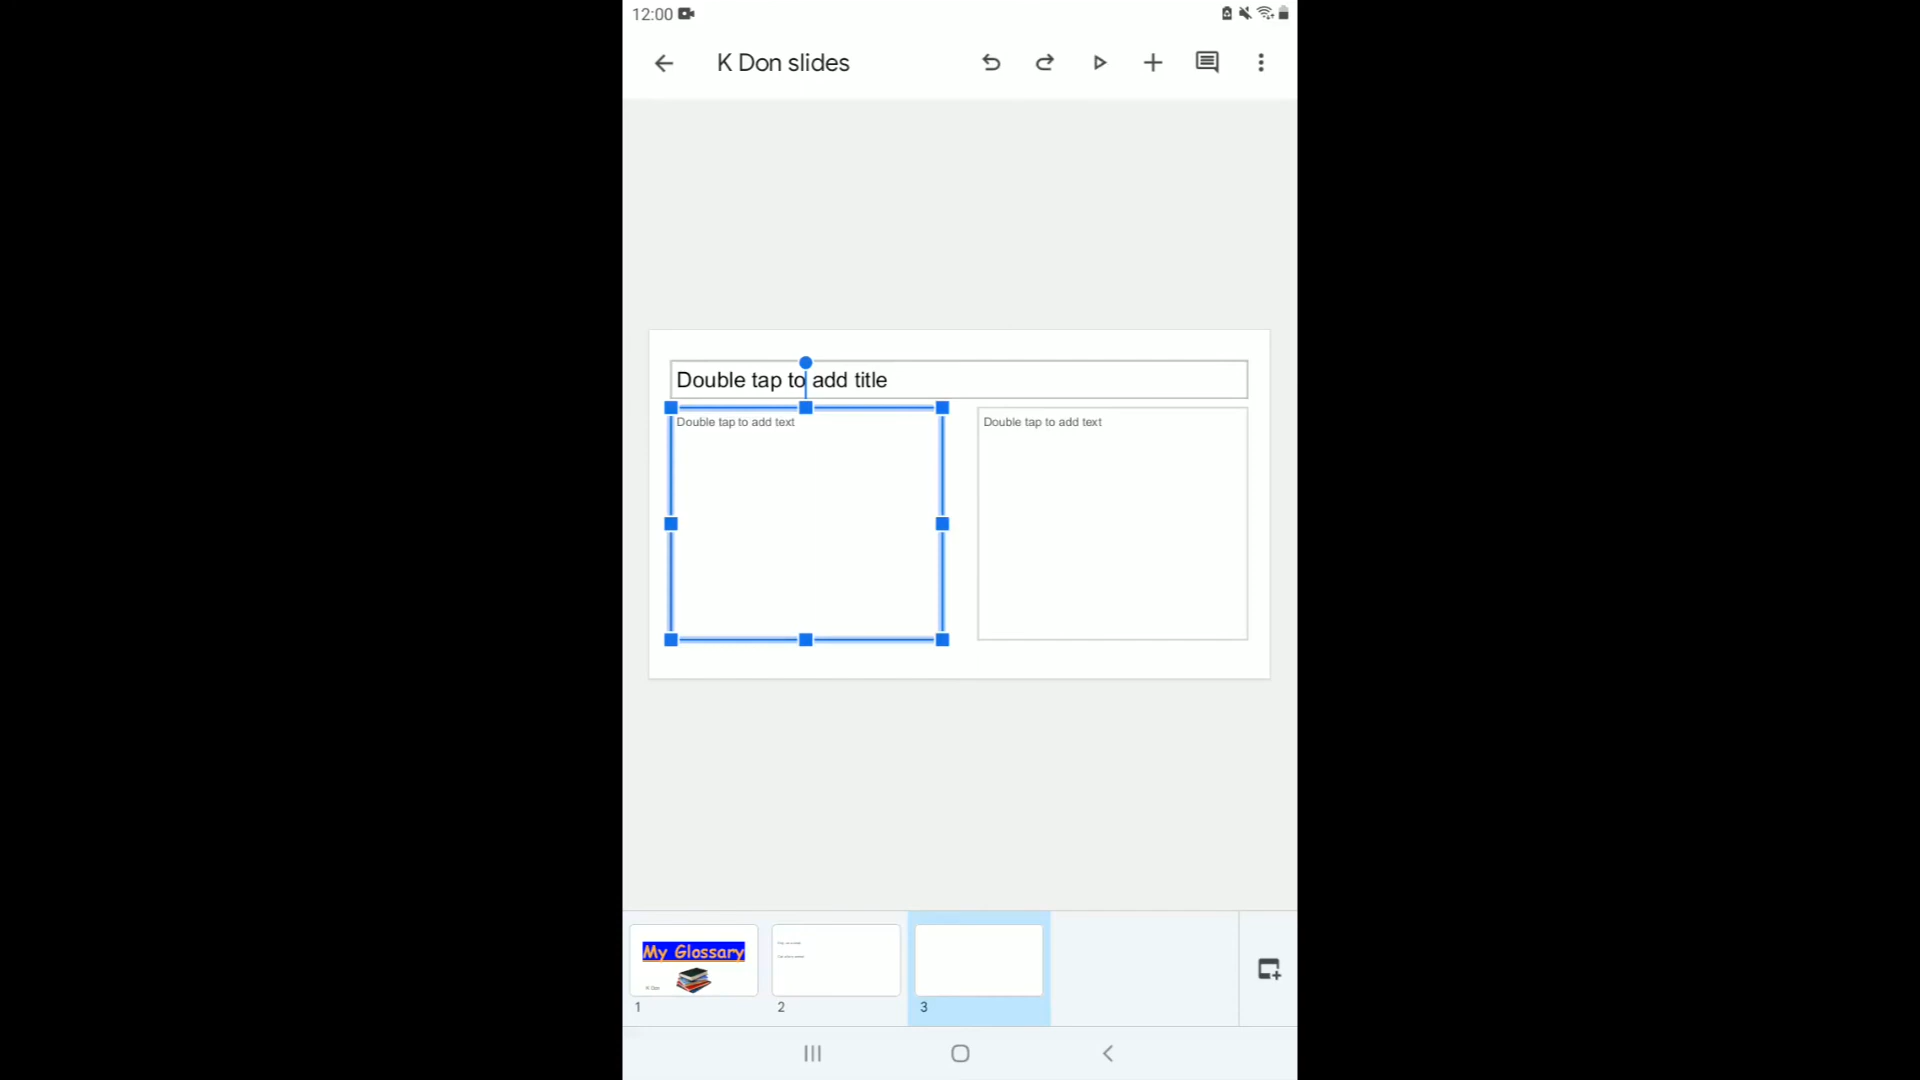 12:00
K Don slides
Double tap to add title
Double tap to add text
Double tap to add text
My Glossary
K Don
1
2
3